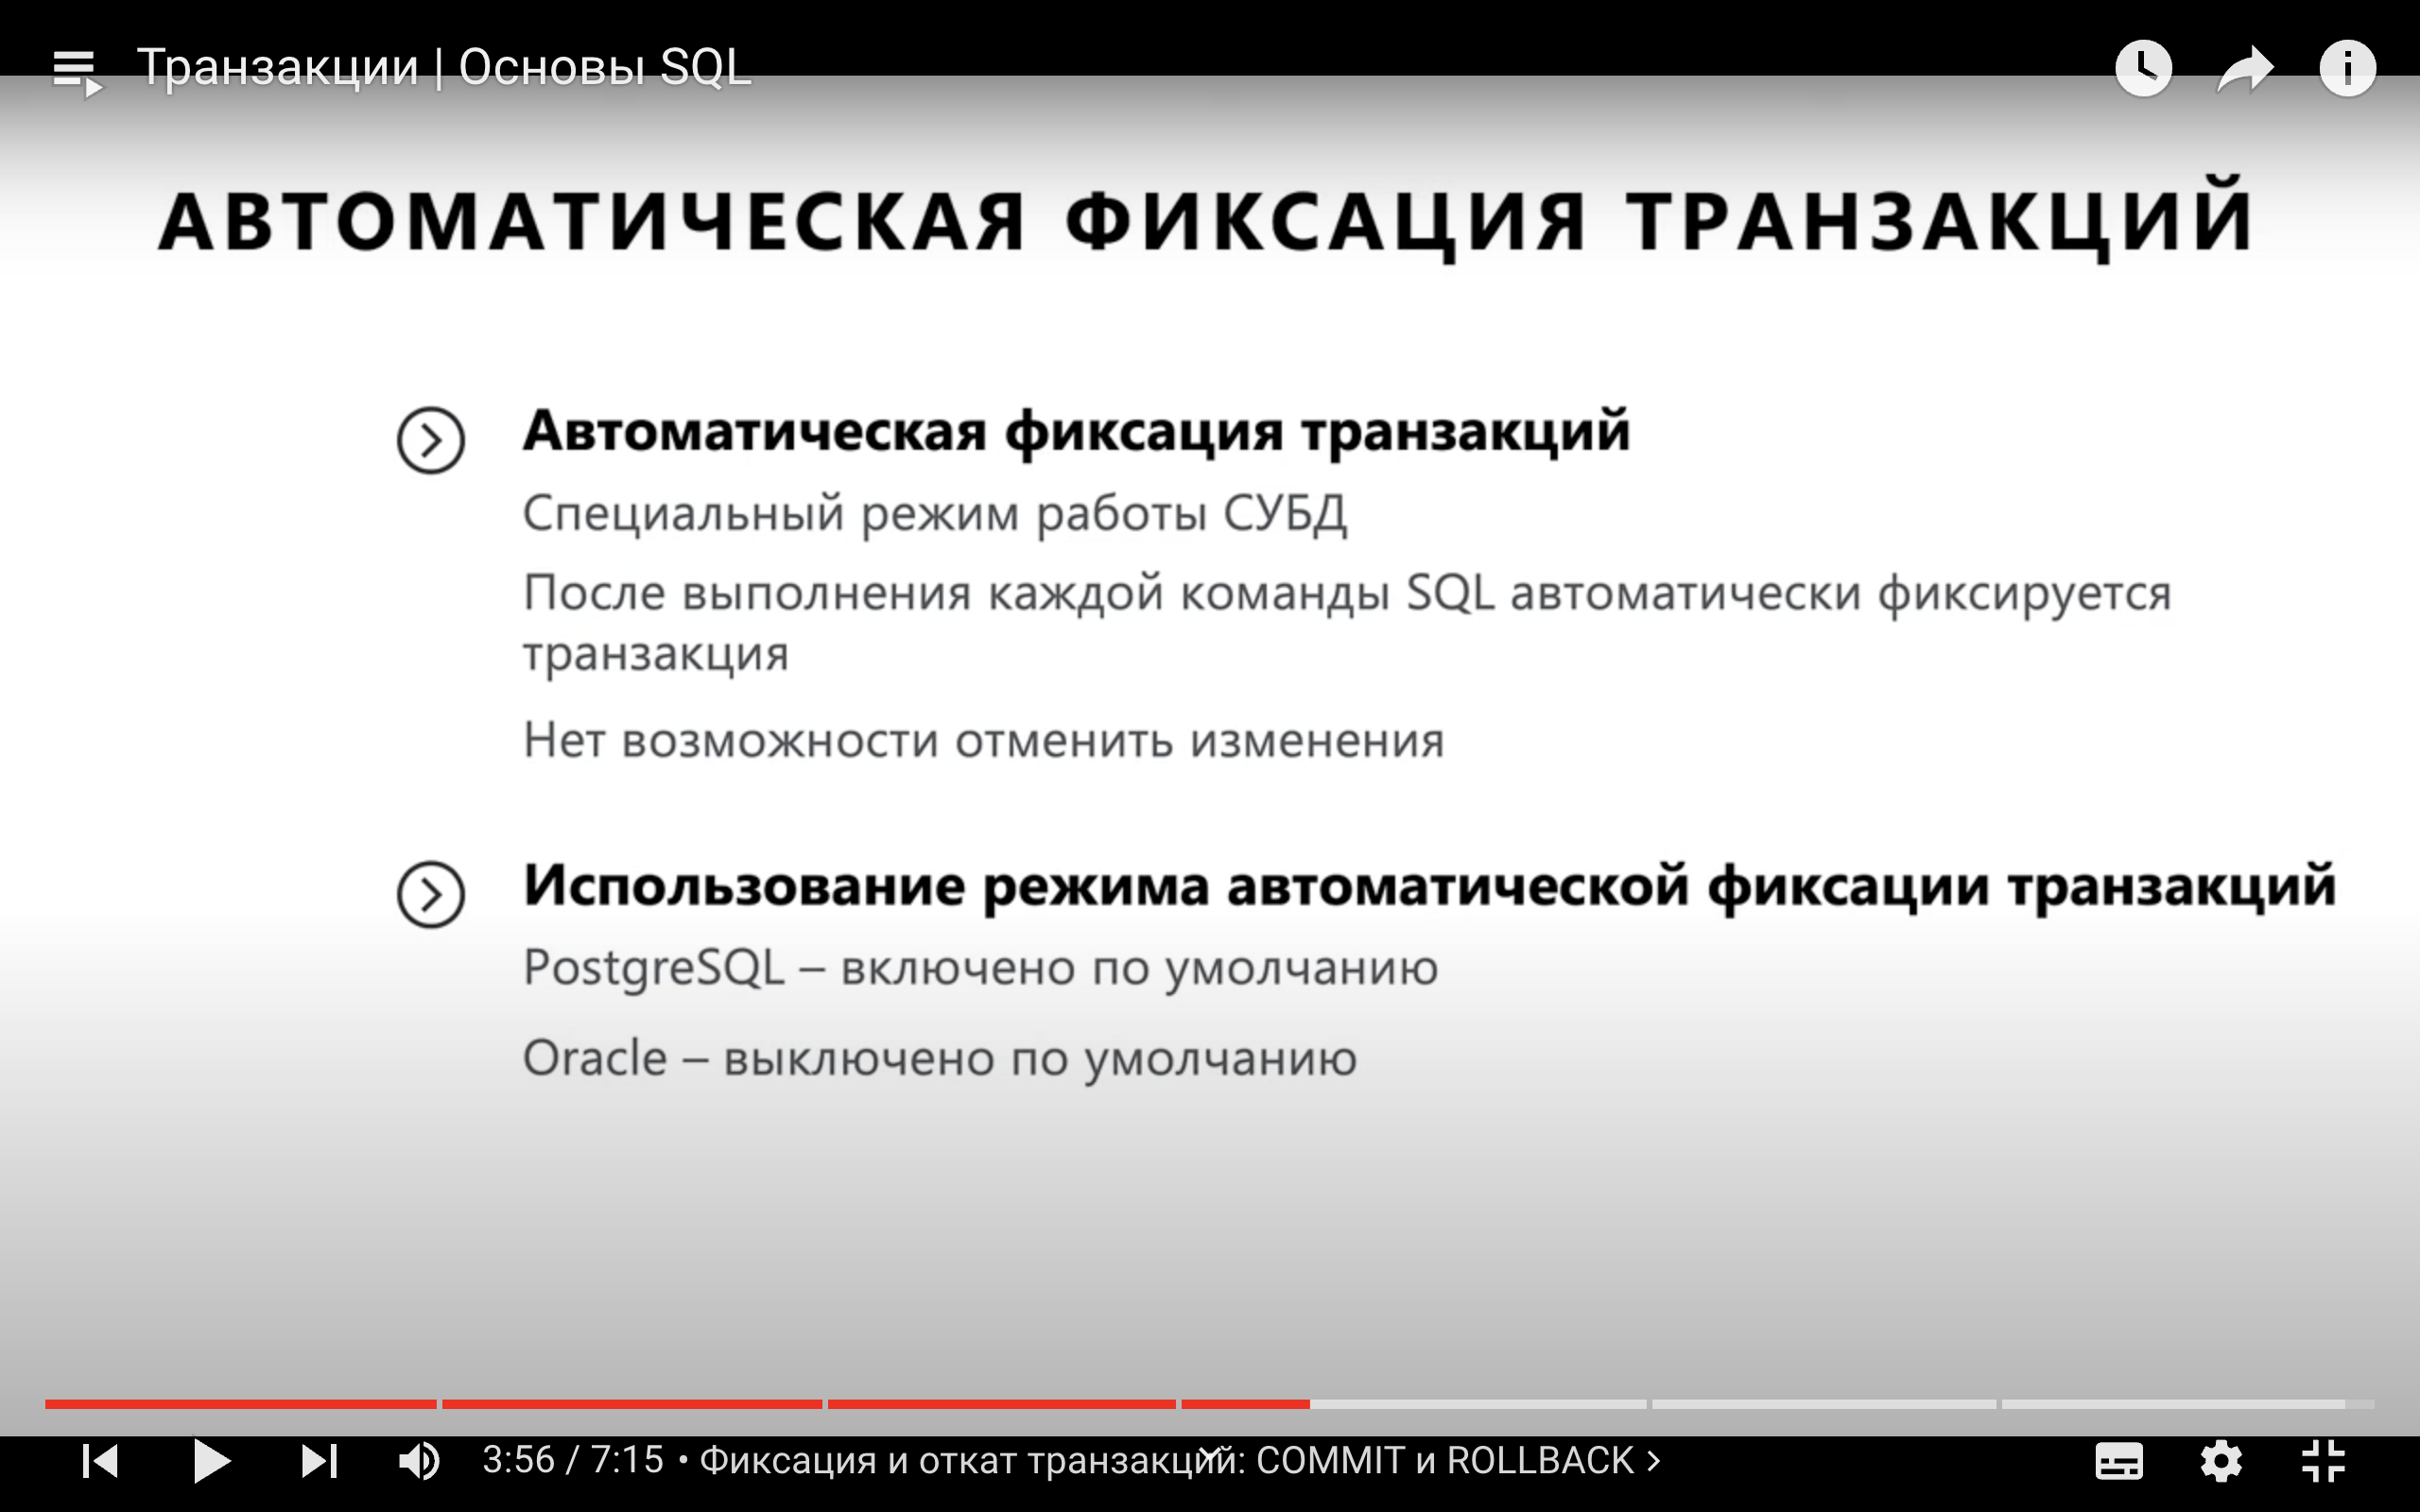 Транзакции | Основы SQL
АВТОМАТИЧЕСКАЯ ФИКСАЦИЯ ТРАНЗАКЦИЙ
Автоматическая фиксация транзакций
Специальный режим работы СУБД
После выполнения каждой команды SQL автоматически фиксируется
транзакция
Нет возможности отменить изменения
Использование режима автоматической фиксации транзакций
PostgreSQL – включено по умолчанию
Oracle – выключено по умолчанию
3:56 / 7:15 • Фиксация и откат транзакций: COMMIT и ROLLBACK >